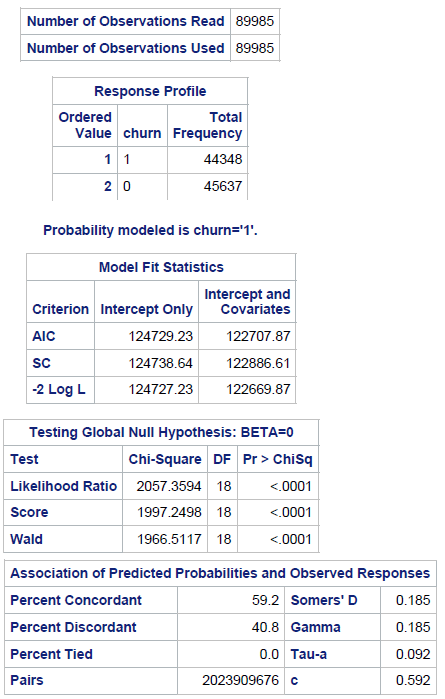 Number of Observations Read 89985
Number of Observations Used 89985
Response Profile
Ordered Value churn Total Frequency
1 1 44348
2 0 45637
Probability modeled is churn='1'.
Model Fit Statistics
Criterion Intercept Only Intercept and Covariates
AIC 124729.23 122707.87
SC 124738.64 122886.61
-2 Log L 124727.23 122669.87
Testing Global Null Hypothesis: BETA=0
Test Chi-Square DF Pr > ChiSq
Likelihood Ratio 2057.3594 18 <.0001
Score 1997.2498 18 <.0001
Wald 1966.5117 18 <.0001
Association of Predicted Probabilities and Observed Responses
Percent Concordant 59.2 Somers' D 0.185
Percent Discordant 40.8 Gamma 0.185
Percent Tied 0.0 Tau-a 0.092
Pairs 2023909676 c 0.592